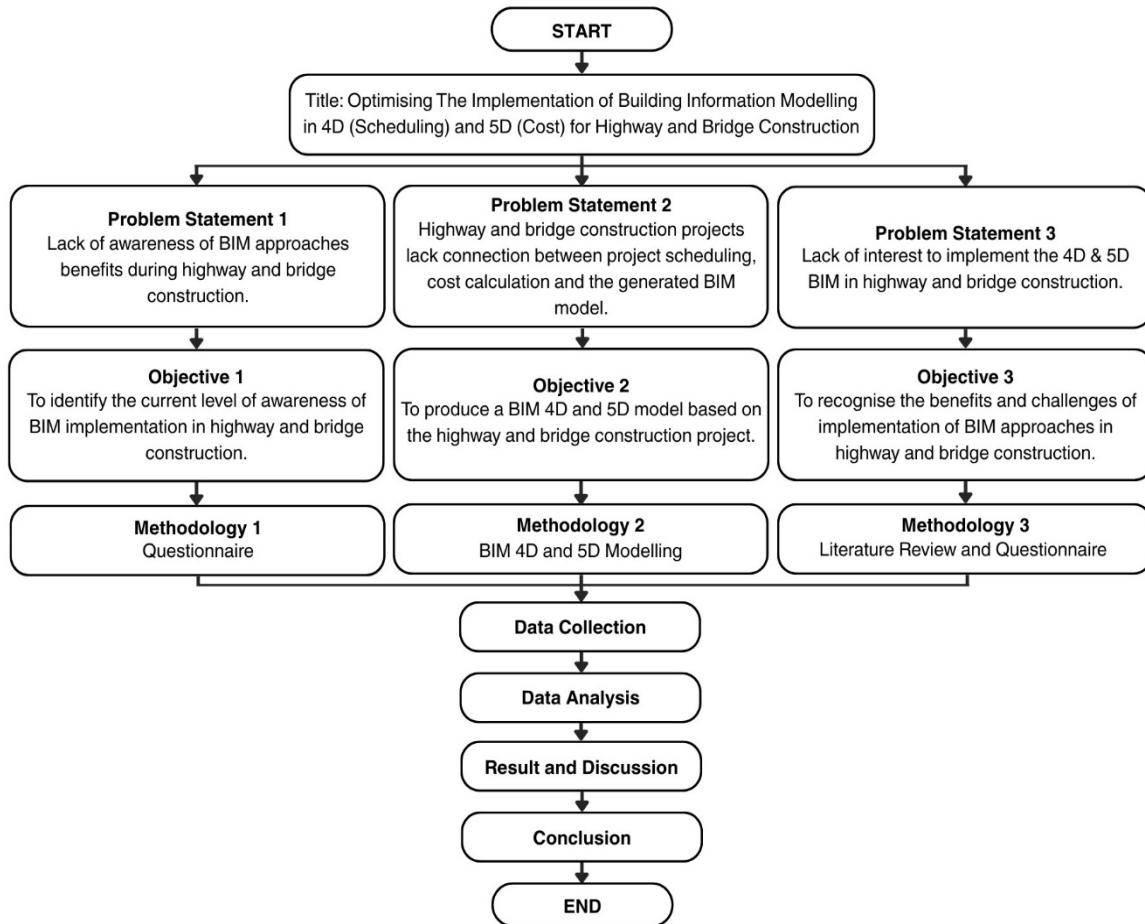 START
Title: Optimising The Implementation of Building Information Modelling
in 4D (Scheduling) and 5D (Cost) for Highway and Bridge Construction
Problem Statement 1
Lack of awareness of BIM approaches
benefits during highway and bridge
construction.
Problem Statement 2
Highway and bridge construction projects
lack connection between project scheduling,
cost calculation and the generated BIM
model.
Problem Statement 3
Lack of interest to implement the 4D & 5D
BIM in highway and bridge construction.
Objective 1
To identify the current level of awareness of
BIM implementation in highway and bridge
construction.
Objective 2
To produce a BIM 4D and 5D model based on
the highway and bridge construction project.
Objective 3
To recognise the benefits and challenges of
implementation of BIM approaches in
highway and bridge construction.
Methodology 1
Questionnaire
Methodology 2
BIM 4D and 5D Modelling
Methodology 3
Literature Review and Questionnaire
Data Collection
Data Analysis
Result and Discussion
Conclusion
END